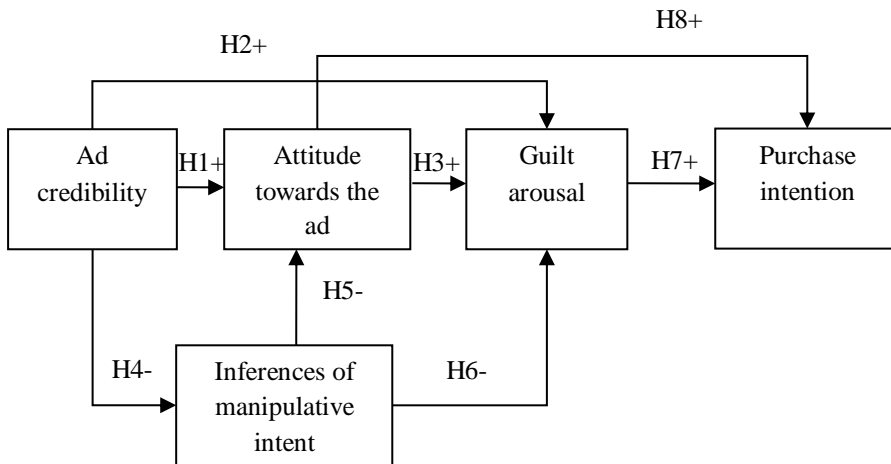 H8+
H2+
Ad
credibility
H1+
Attitude
towards the
ad
H3+
Guilt
arousal
H7+
Purchase
intention
H5-
H4-
Inferences of
manipulative
intent
H6-